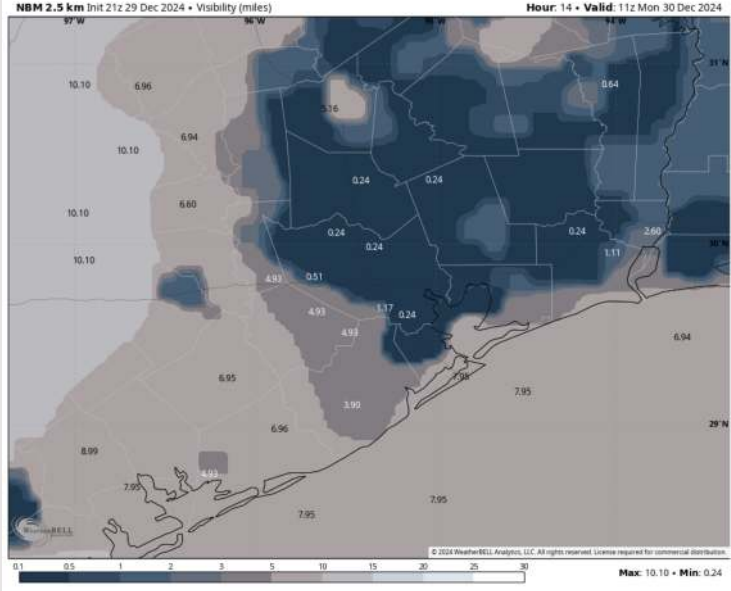 NBM 2.5 km Init 21z 29 Dec 2024 • Visibility (miles)
Hour: 14 • Valid: 11z Mon 30 Dec 2024
97°W 96°W 95°W 94°W
31°N
10.10 6.96 5.16 0.64
6.94
10.10
0.24 0.24
6.60
10.10
0.24 0.24 2.60
30°N
0.24
1.11
10.10
4.93 0.51
4.93 1.17 0.24
4.93
6.94
6.95 7.95 7.95
3.90
29°N
6.96
8.99
4.93
7.95
7.95
7.95
WeatherBELL
© 2024 WeatherBELL Analytics, LLC. All rights reserved. License required for commercial distribution.
0.1 0.5 1 2 3 5 10 15 20 25 30
Max: 10.10 • Min: 0.24